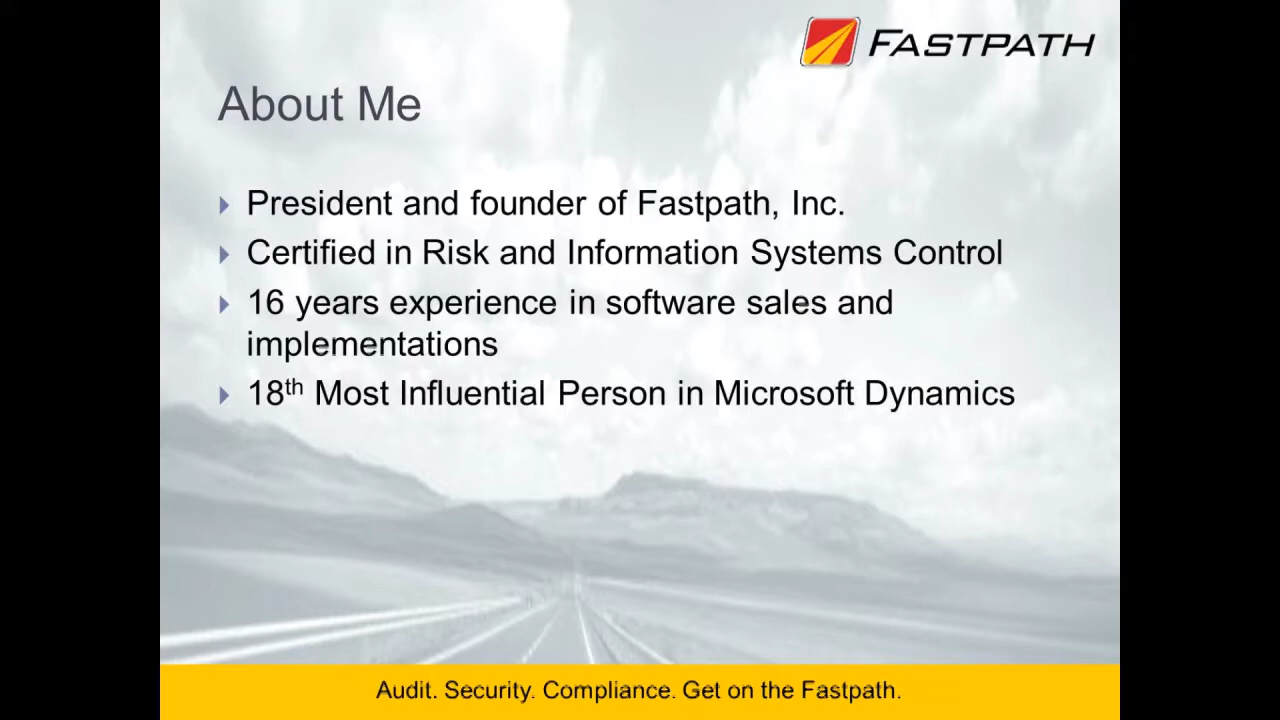 FASTPATH
About Me
President and founder of Fastpath, Inc.
Certified in Risk and Information Systems Control
16 years experience in software sales and
implementations
18th Most Influential Person in Microsoft Dynamics
Audit. Security. Compliance. Get on the Fastpath.